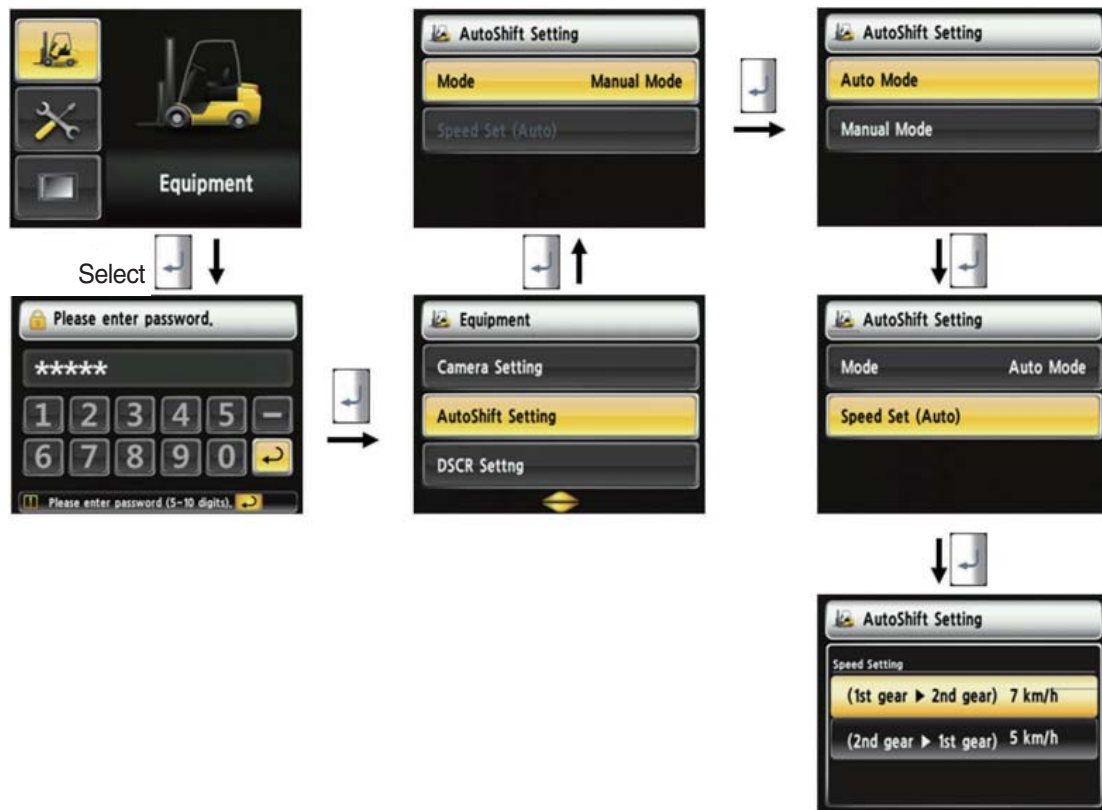 Equipment
Select
Please enter password.
*****
1 2 3 4 5 –
6 7 8 9 0
Please enter password (5~10 digits).
Equipment
Camera Setting
AutoShift Setting
DSCR Settng
AutoShift Setting
Mode Manual Mode
Speed Set (Auto)
AutoShift Setting
Auto Mode
Manual Mode
AutoShift Setting
Mode Auto Mode
Speed Set (Auto)
AutoShift Setting
Speed Setting
(1st gear ▶ 2nd gear) 7 km/h
(2nd gear ▶ 1st gear) 5 km/h